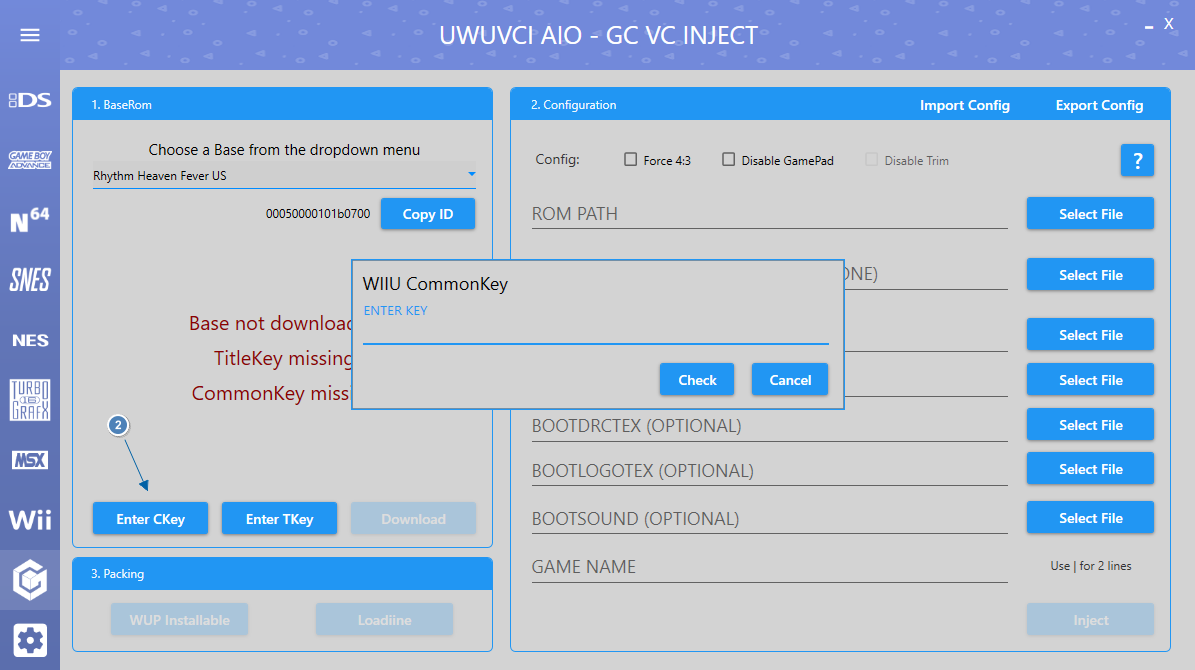 UWUVCI AIO - GC VC INJECT
X
DS
GAME BOY
ADVANCE
N64
SNES
NES
TURBO
16
GRAFX
MSX
Wii
1. BaseRom
Choose a Base from the dropdown menu
Rhythm Heaven Fever US
00050000101b0700
Copy ID
Base not download
TitleKey missing
CommonKey missi
2
Enter CKey
Enter TKey
Download
3. Packing
WUP Installable
Loadiine
WIIU CommonKey
ENTER KEY
Check
Cancel
2. Configuration
Import Config
Export Config
Config:
Force 4:3
Disable GamePad
Disable Trim
?
ROM PATH
Select File
ONE)
Select File
Select File
Select File
BOOTDRCTEX (OPTIONAL)
Select File
BOOTLOGOTEX (OPTIONAL)
Select File
BOOTSOUND (OPTIONAL)
Select File
GAME NAME
Use | for 2 lines
Inject